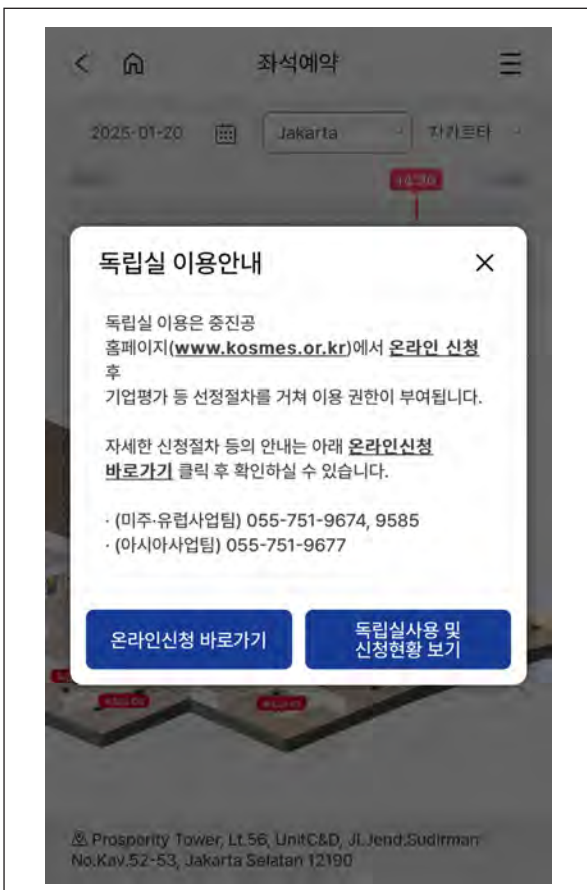 좌석예약
2025-01-20 Jakarta 자카르타
14:30
독립실 이용안내
독립실 이용은 중진공
홈페이지(www.kosmes.or.kr)에서 온라인 신청
후
기업평가 등 선정절차를 거쳐 이용 권한이 부여됩니다.
자세한 신청절차 등의 안내는 아래 온라인신청
바로가기 클릭 후 확인하실 수 있습니다.
· (미주·유럽사업팀) 055-751-9674, 9585
· (아시아사업팀) 055-751-9677
온라인신청 바로가기
독립실사용 및
신청현황 보기
Prosperity Tower, Lt.56, UnitC&D, Jl.Jend.Sudirman
No.Kav.52-53, Jakarta Selatan 12190